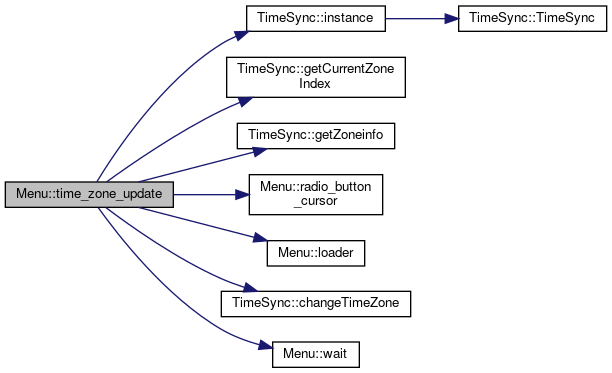 TimeSync::instance
TimeSync::TimeSync
TimeSync::getCurrentZone
Index
TimeSync::getZoneinfo
Menu::time_zone_update
Menu::radio_button
_cursor
Menu::loader
TimeSync::changeTimeZone
Menu::wait